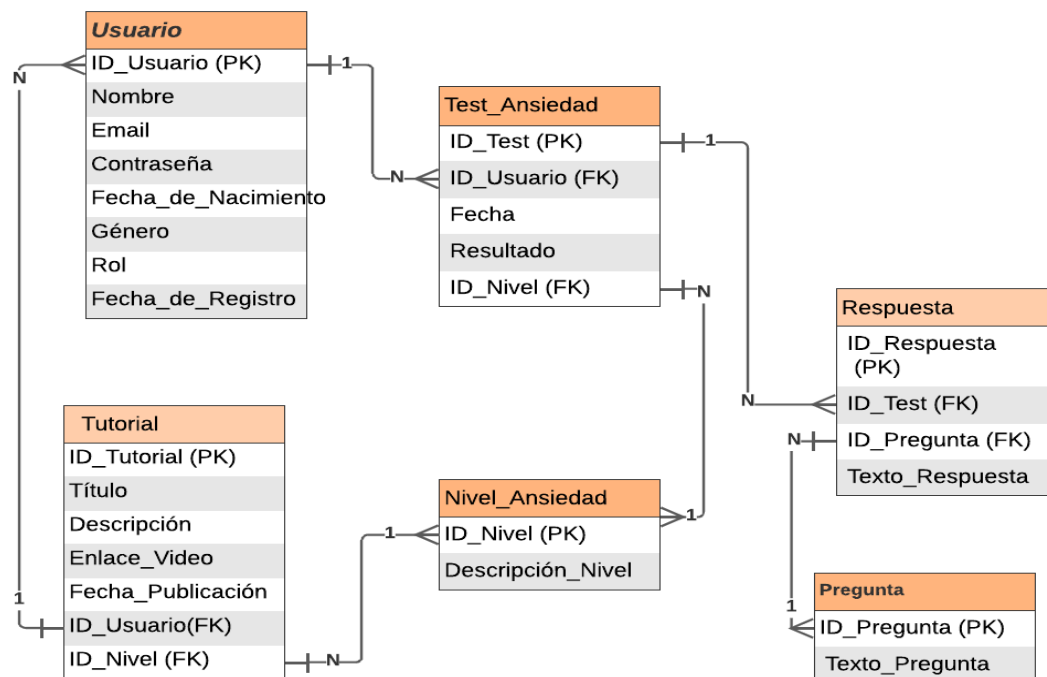 Usuario
ID_Usuario (PK)
Nombre
Email
Contraseña
Fecha_de_Nacimiento
Género
Rol
Fecha_de_Registro
N
1
N
Test_Ansiedad
ID_Test (PK)
ID_Usuario (FK)
Fecha
Resultado
ID_Nivel (FK)
1
N
N
1
Respuesta
ID_Respuesta
(PK)
ID_Test (FK)
ID_Pregunta (FK)
Texto_Respuesta
N
1
Tutorial
ID_Tutorial (PK)
Título
Descripción
Enlace_Video
Fecha_Publicación
ID_Usuario(FK)
ID_Nivel (FK)
1
N
1
Nivel_Ansiedad
ID_Nivel (PK)
Descripción_Nivel
Pregunta
ID_Pregunta (PK)
Texto_Pregunta